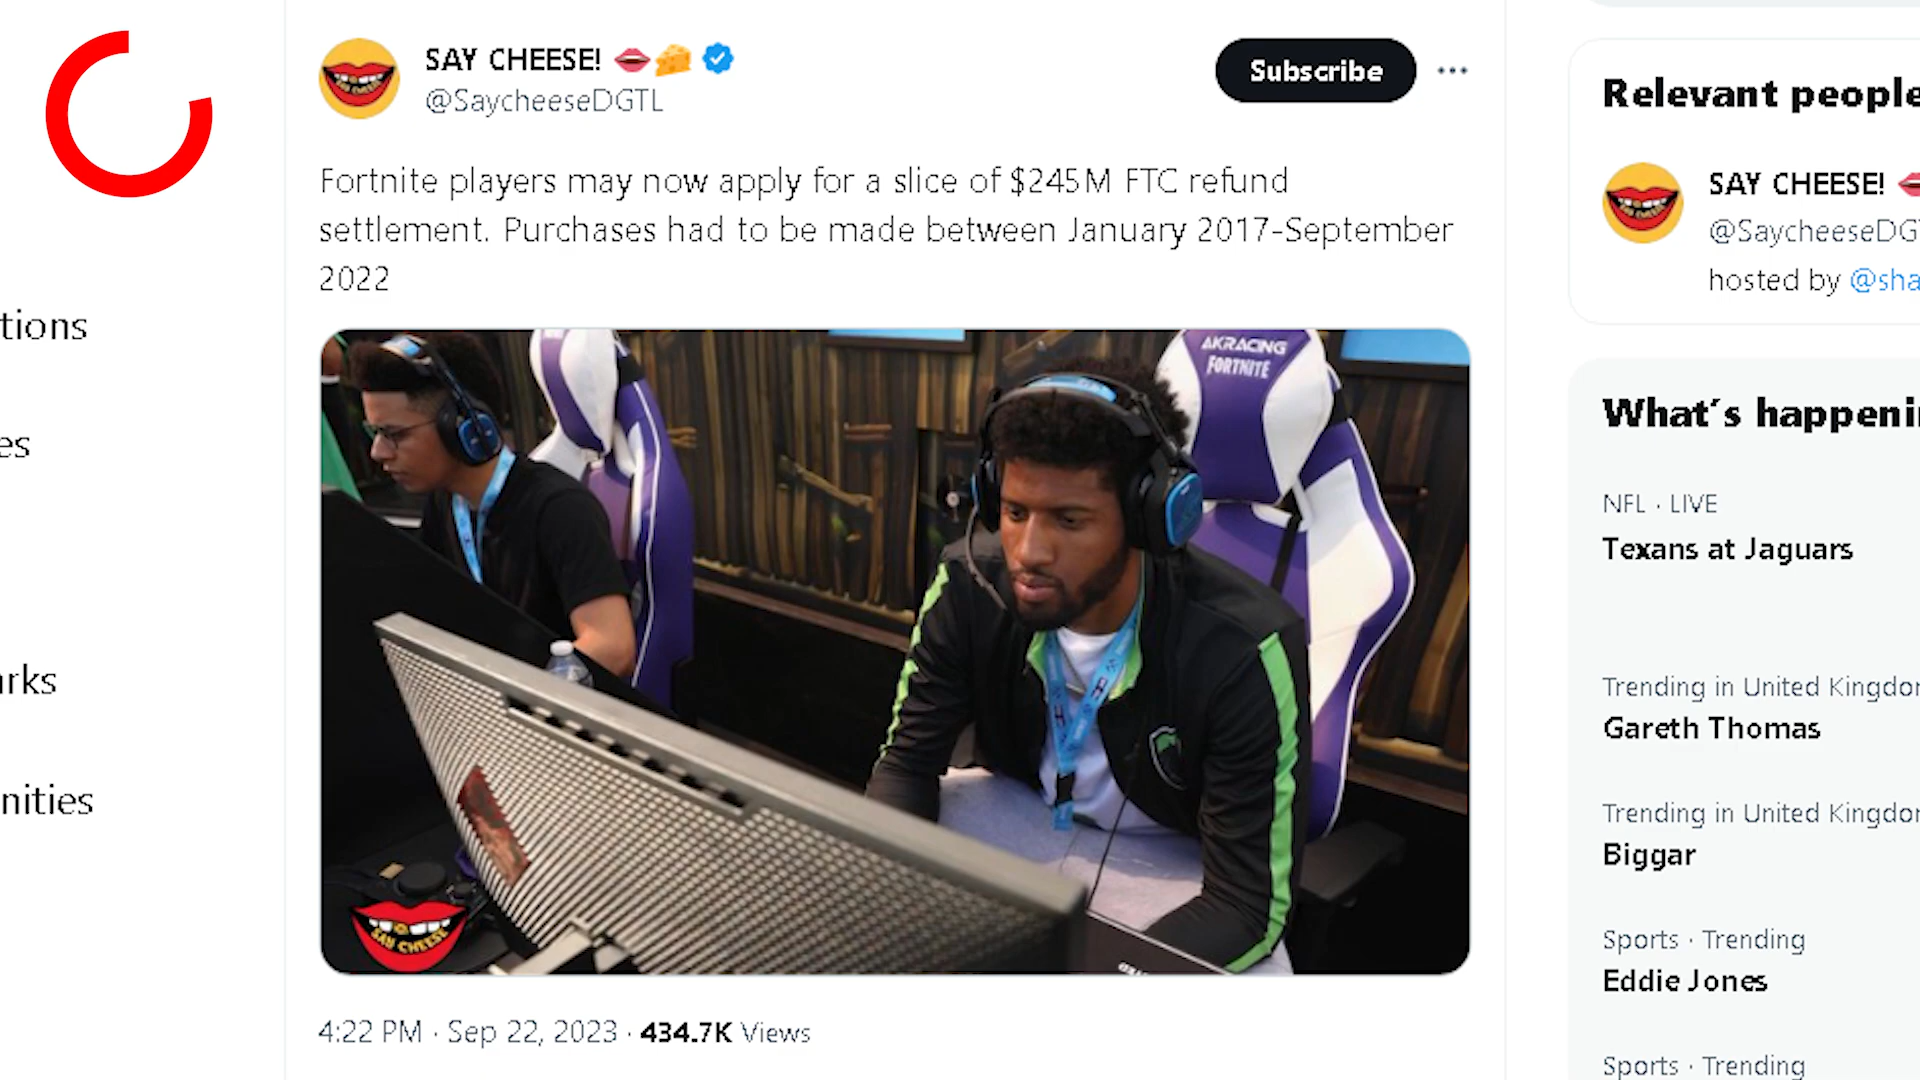 SAY CHEESE! 👄🧀
@SaycheeseDGTL
Subscribe
Fortnite players may now apply for a slice of $245M FTC refund
settlement. Purchases had to be made between January 2017-September
2022
AKRACING
FORTNITE
SAY CHEESE
4:22 PM · Sep 22, 2023 · 434.7K Views
tions
es
arks
nities
Relevant people
SAY CHEESE!
@SaycheeseDG
hosted by @sha
What's happeni
NFL · LIVE
Texans at Jaguars
Trending in United Kingdo
Gareth Thomas
Trending in United Kingdo
Biggar
Sports · Trending
Eddie Jones
Sports · Trending